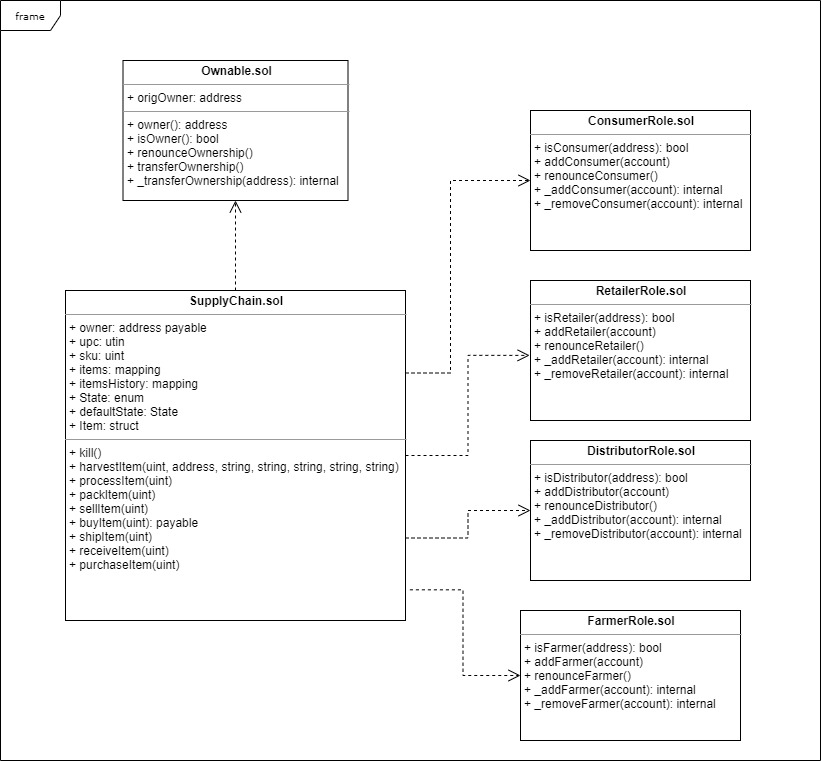 frame
Ownable.sol
+ origOwner: address
+ owner(): address
+ isOwner(): bool
+ renounceOwnership()
+ transferOwnership()
+ _transferOwnership(address): internal
ConsumerRole.sol
+ isConsumer(address): bool
+ addConsumer(account)
+ renounceConsumer()
+ _addConsumer(account): internal
+ _removeConsumer(account): internal
SupplyChain.sol
+ owner: address payable
+ upc: utin
+ sku: uint
+ items: mapping
+ itemsHistory: mapping
+ State: enum
+ defaultState: State
+ Item: struct
+ kill()
+ harvestItem(uint, address, string, string, string, string, string)
+ processItem(uint)
+ packItem(uint)
+ sellItem(uint)
+ buyItem(uint): payable
+ shipItem(uint)
+ receiveItem(uint)
+ purchaseItem(uint)
RetailerRole.sol
+ isRetailer(address): bool
+ addRetailer(account)
+ renounceRetailer()
+ _addRetailer(account): internal
+ _removeRetailer(account): internal
DistributorRole.sol
+ isDistributor(address): bool
+ addDistributor(account)
+ renounceDistributor()
+ _addDistributor(account): internal
+ _removeDistributor(account): internal
FarmerRole.sol
+ isFarmer(address): bool
+ addFarmer(account)
+ renounceFarmer()
+ _addFarmer(account): internal
+ _removeFarmer(account): internal